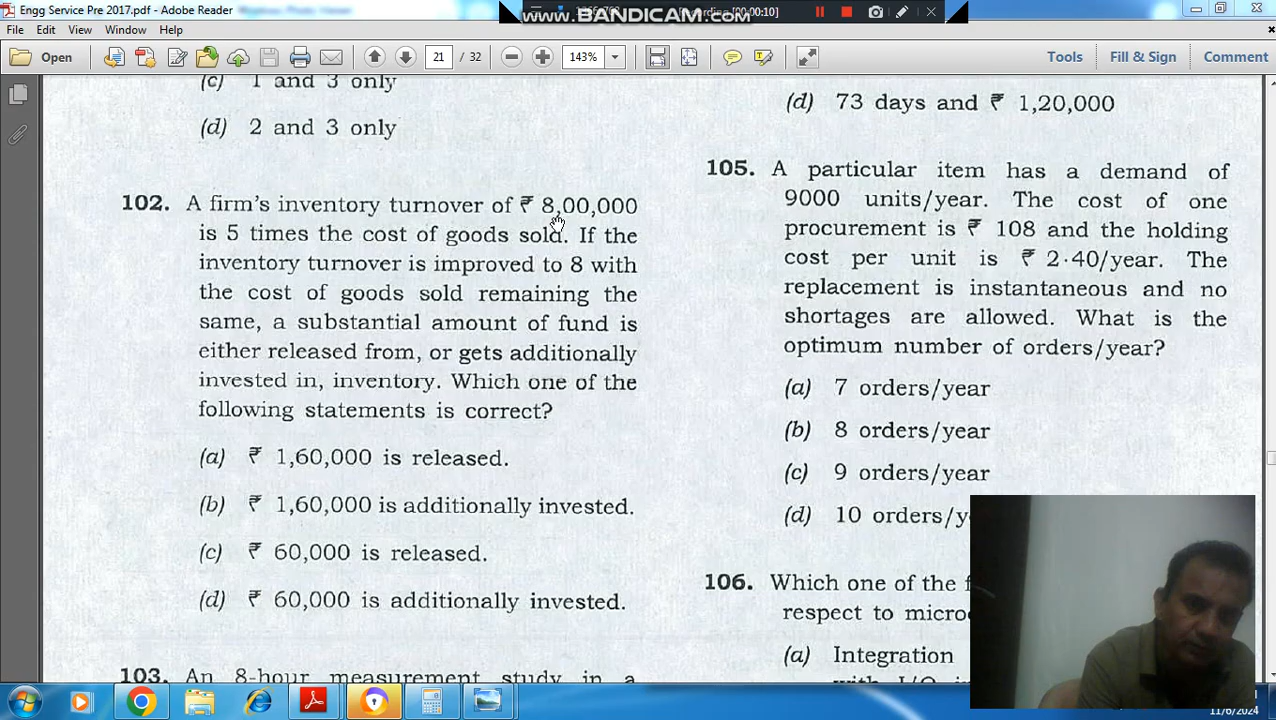 Engg Service Pre 2017.pdf - Adobe Reader
www.BANDICAM.com
[00:00:10]
File Edit View Window Help
Open
21 / 32
143%
Tools
Fill & Sign
Comment
(c) 1 and 3 only
(d) 2 and 3 only
102. A firm's inventory turnover of ₹ 8,00,000
is 5 times the cost of goods sold. If the
inventory turnover is improved to 8 with
the cost of goods sold remaining the
same, a substantial amount of fund is
either released from, or gets additionally
invested in, inventory. Which one of the
following statements is correct?
(a) ₹ 1,60,000 is released.
(b) ₹ 1,60,000 is additionally invested.
(c) ₹ 60,000 is released.
(d) ₹ 60,000 is additionally invested.
103. An 8-hour measurement study in a
(d) 73 days and ₹ 1,20,000
105. A particular item has a demand of
9000 units/year. The cost of one
procurement is ₹ 108 and the holding
cost per unit is ₹ 2·40/year. The
replacement is instantaneous and no
shortages are allowed. What is the
optimum number of orders/year?
(a) 7 orders/year
(b) 8 orders/year
(c) 9 orders/year
(d) 10 orders/y
106. Which one of the f
respect to micro
(a) Integration
11/6/2024